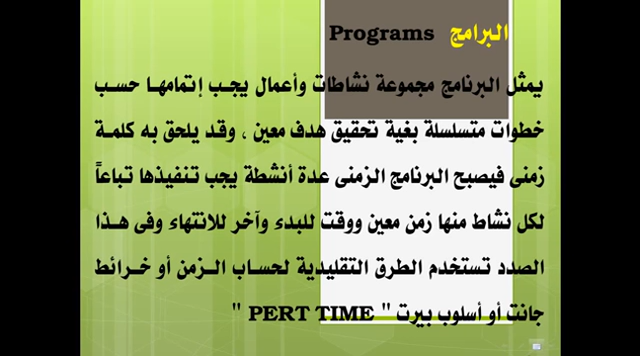 البرامج Programs
يمثل البرنامج مجموعة نشاطات وأعمال يجب إتمامها حسب
خطوات متسلسلة بغية تحقيق هدف معين ، وقد يلحق به كلمة
زمنى فيصبح البرنامج الزمنى عدة أنشطة يجب تنفيذها تباعاً
لكل نشاط منها زمن معين ووقت للبدء وآخر للانتهاء وفى هذا
الصدد تستخدم الطرق التقليدية لحساب الزمن أو خرائط
جانت أو أسلوب بيرت " PERT TIME "